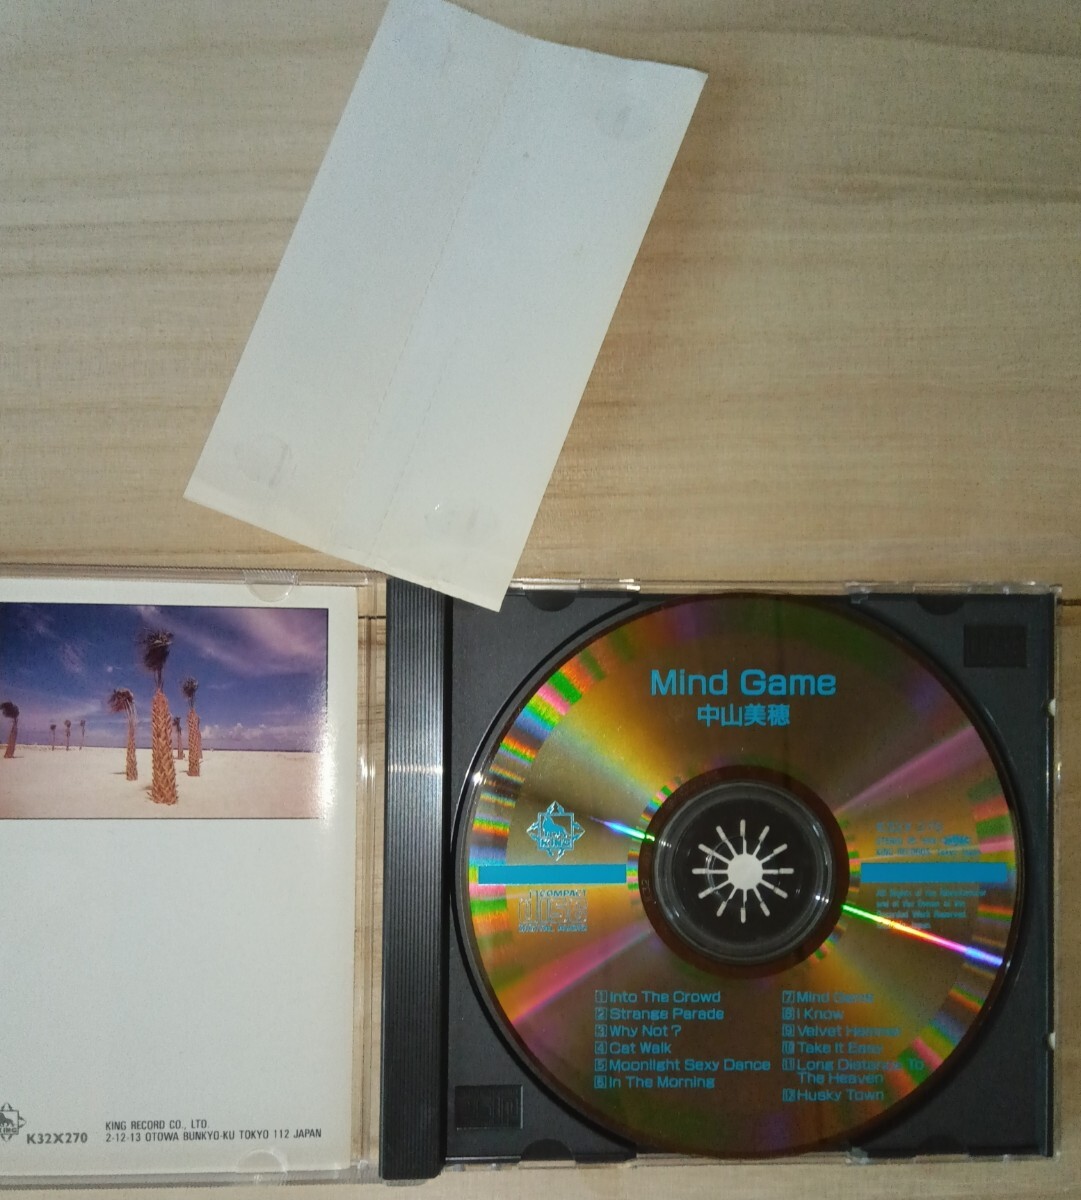 Mind Game
中山美穂
KING
COMPACT
disc
DIGITAL AUDIO
1 Into The Crowd
2 Strange Parade
3 Why Not?
4 Cat Walk
5 Moonlight Sexy Dance
6 In The Morning
7 Mind Game
8 I Know
9 Velvet
10 Take It Easy
11 Long Distance To
The Heaven
12 Husky Town
K32X270
KING RECORD CO., LTD.
2-12-13 OTOWA BUNKYO-KU TOKYO 112 JAPAN